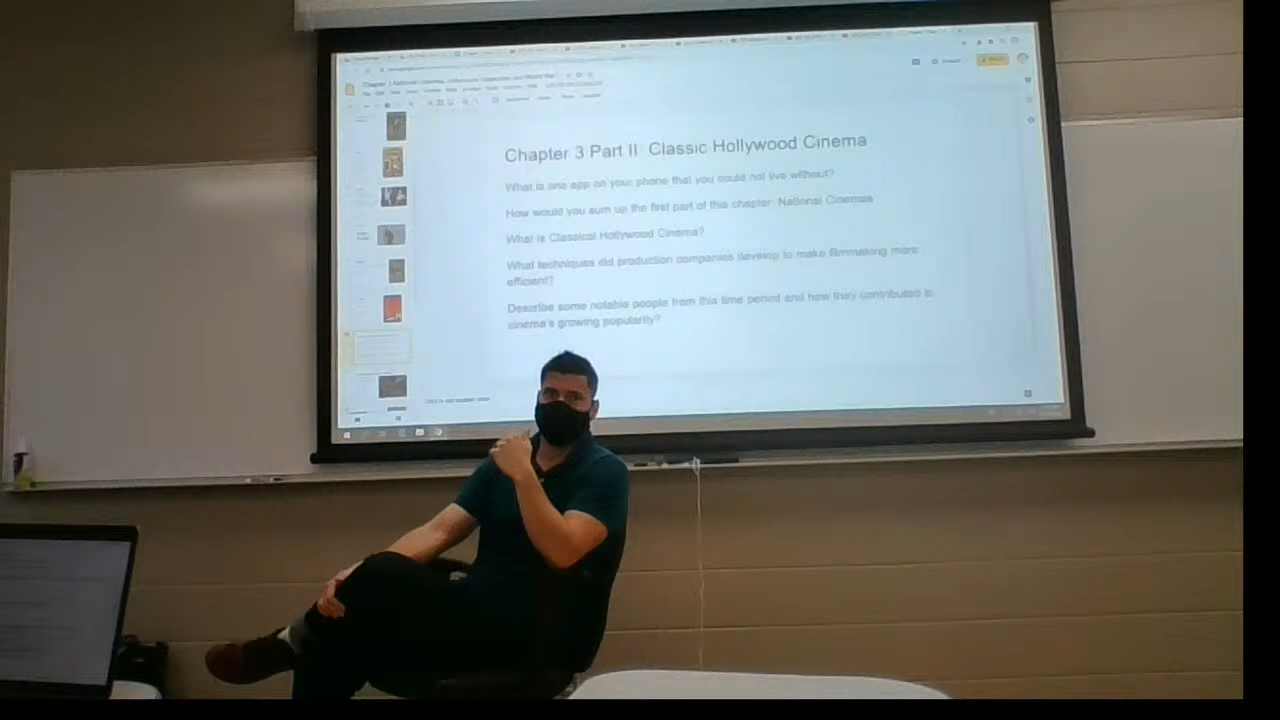 Chapter 3 Part II Classic Hollywood Cinema
What is one app on your phone that you could not live without?
How would you sum up the first part of this chapter- National Cinemas
What is Classical Hollywood Cinema?
What techniques did production companies develop to make filmmaking more
efficient?
Describe some notable people from this time period and how they contributed to
cinema's growing popularity?